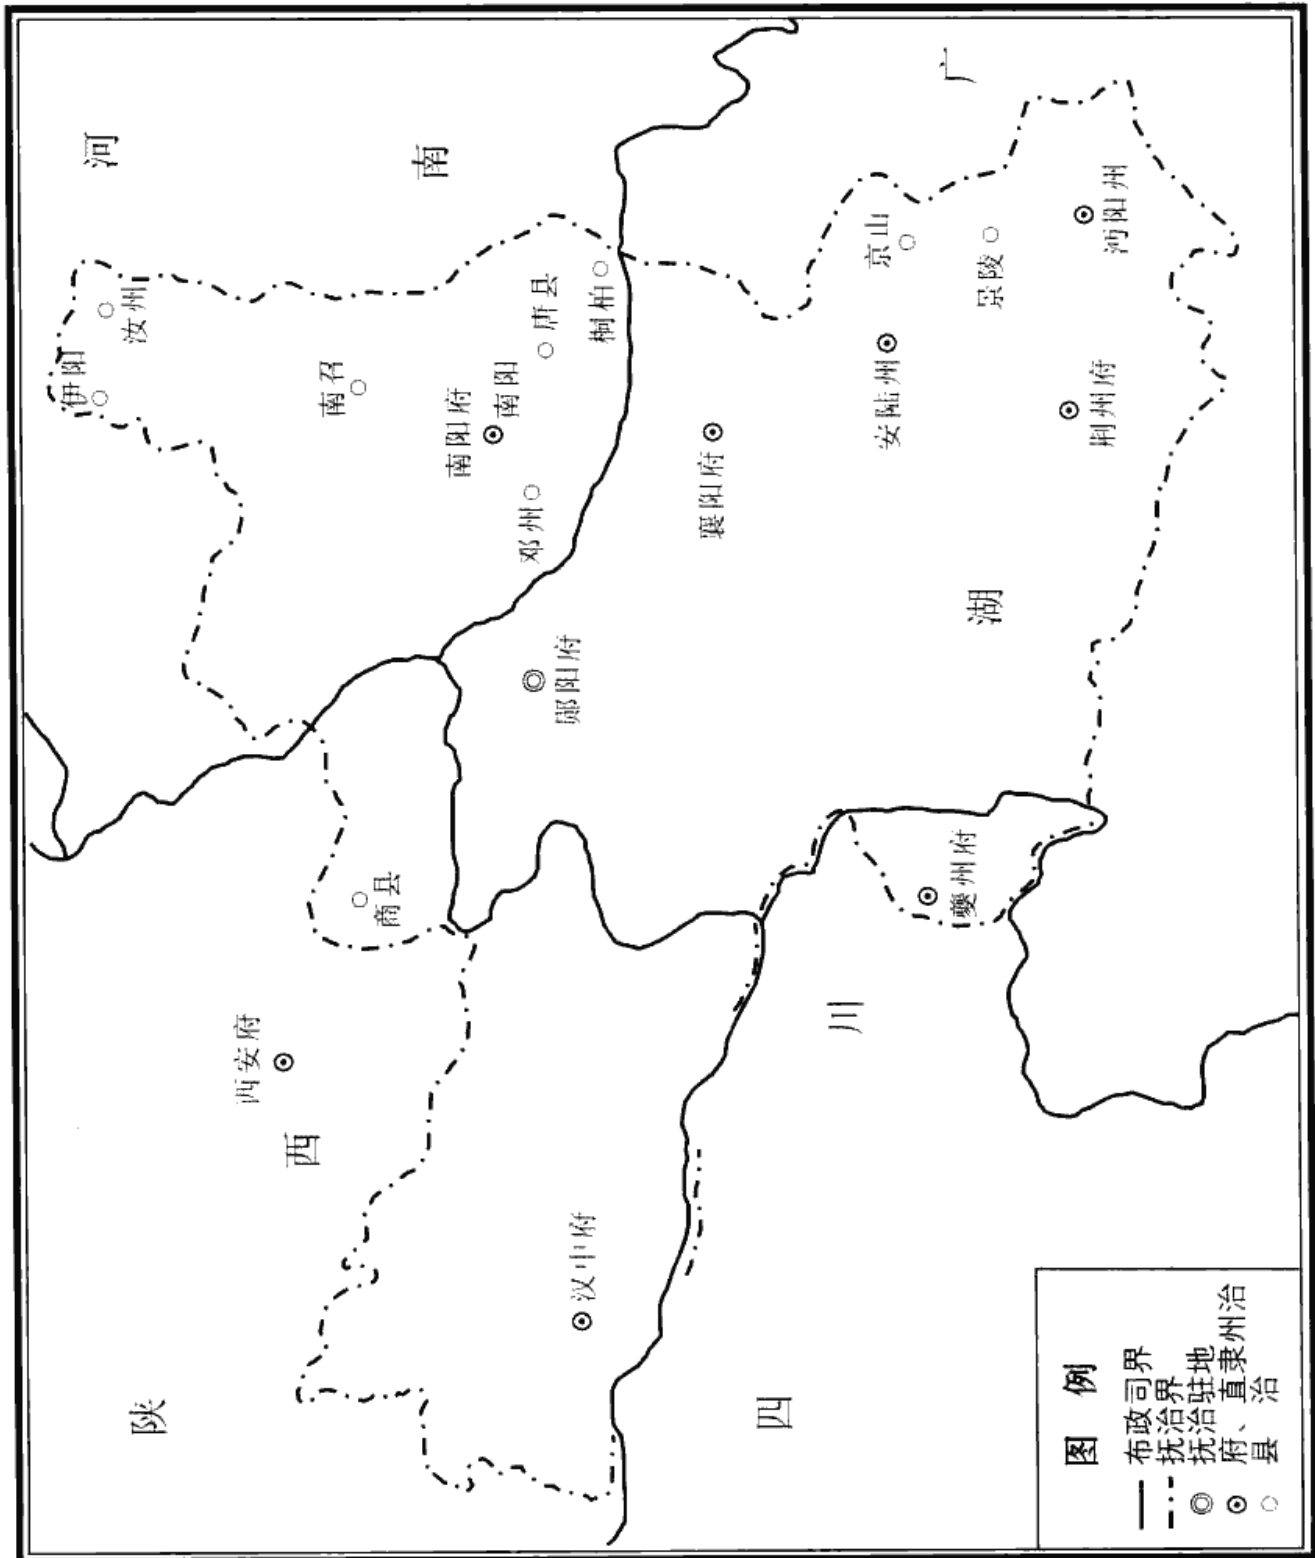 河
南
广
陕
西
四
川
湖
伊阳
汝州
南召
南阳府
南阳
唐县
桐柏
邓州
襄阳府
郧阳府
京山
景陵
沔阳州
安陆州
荆州府
商县
西安府
汉中府
夔州府
图 例
布政司界
抚治界
抚治驻地
府、直隶州治
县 治